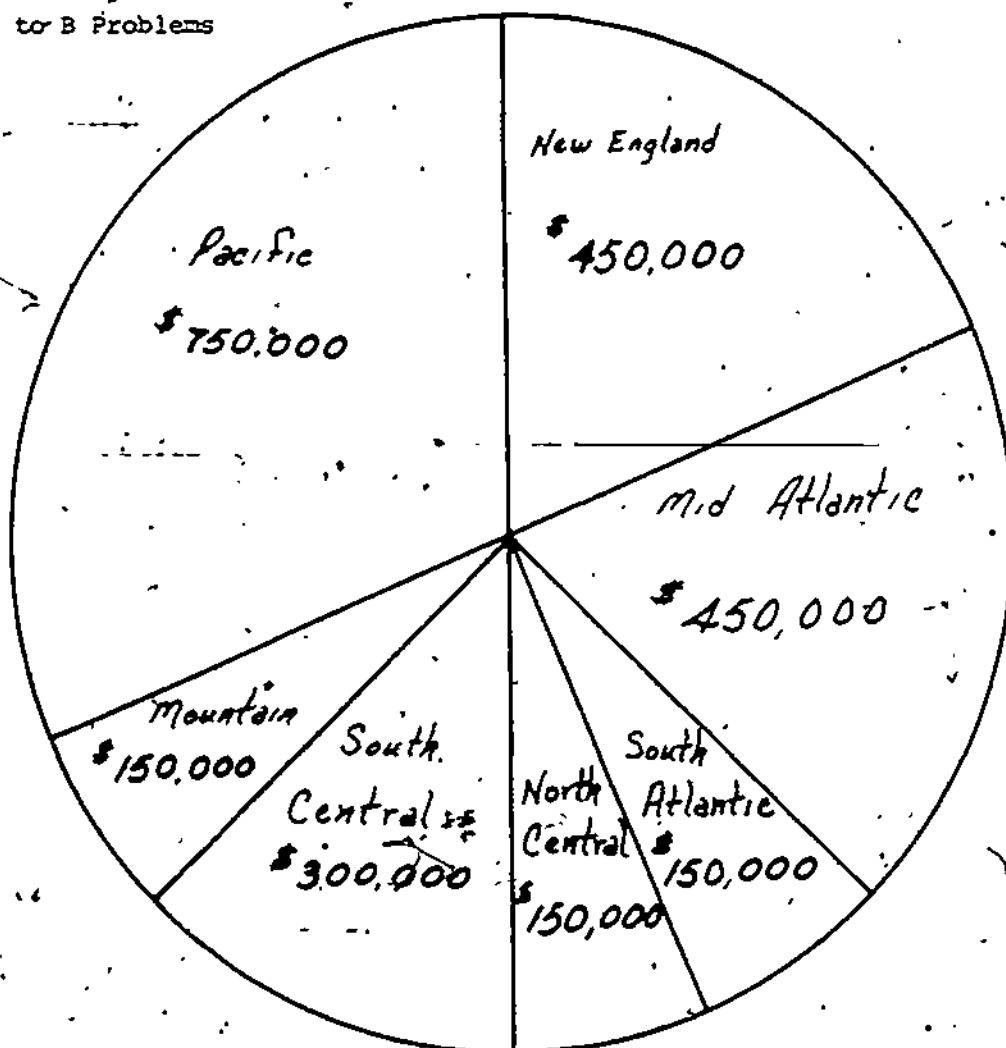 to B Problems
New England
$450,000
Pacific
$750,000
Mid Atlantic
$450,000
Mountain
$150,000
South
Central
$300,000
North
Central
$150,000
South
Atlantic
$150,000